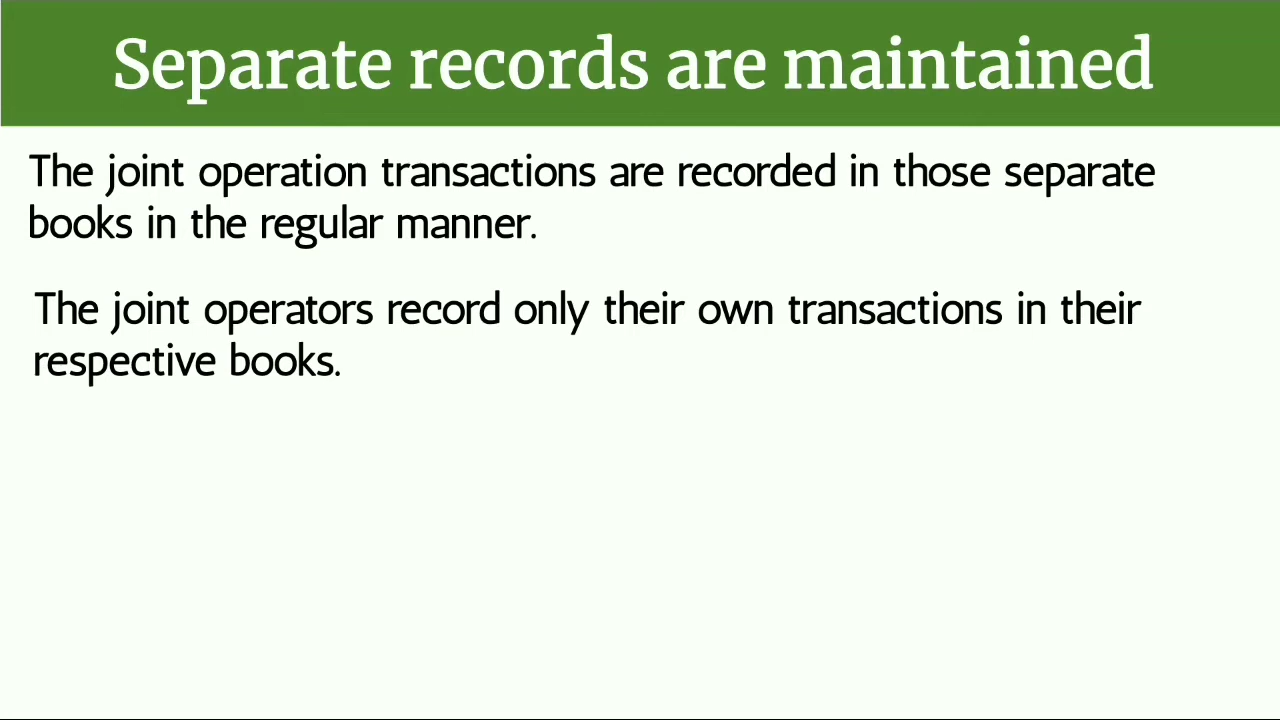 Separate records are maintained
The joint operation transactions are recorded in those separate
books in the regular manner.
The joint operators record only their own transactions in their
respective books.